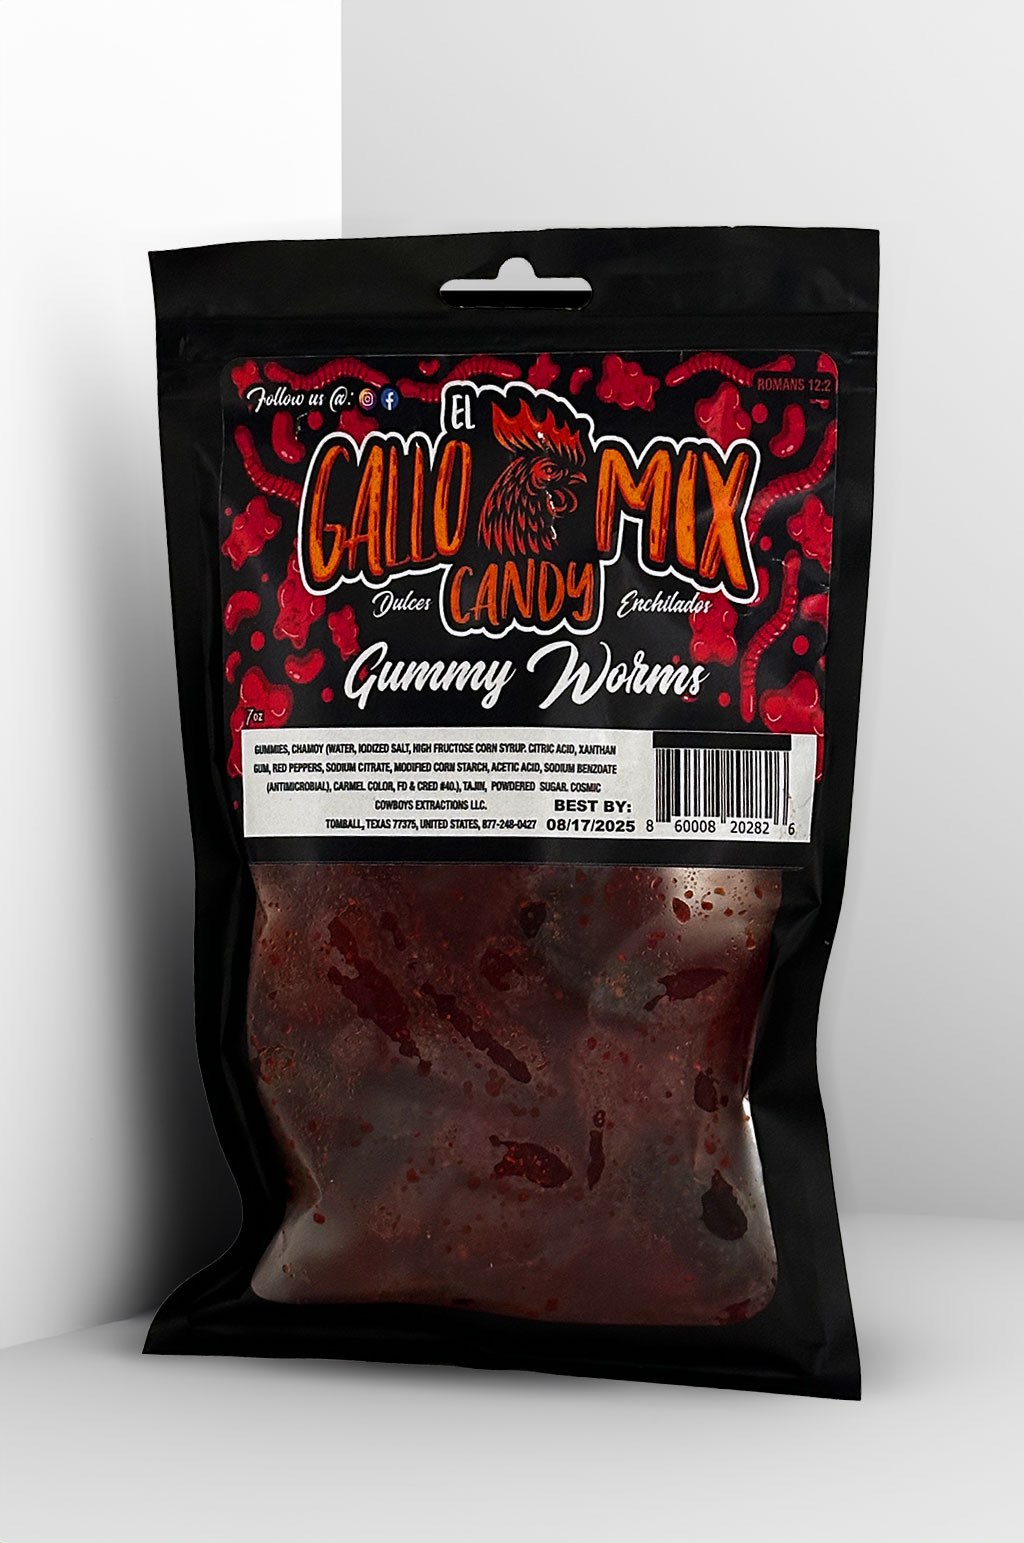 Follow us @:
ROMANS 12:2
EL
GALLO MIX
CANDY
Dulces Enchilados
Gummy Worms
7oz
GUMMIES, CHAMOY (WATER, IODIZED SALT, HIGH FRUCTOSE CORN SYRUP. CITRIC ACID, XANTHAN
GUM, RED PEPPERS, SODIUM CITRATE, MODIFIED CORN STARCH, ACETIC ACID, SODIUM BENZOATE
(ANTIMICROBIAL), CARMEL COLOR, FD & CRED #40.), TAJIN, POWDERED SUGAR. COSMIC
COWBOYS EXTRACTIONS LLC.
TOMBALL, TEXAS 77375, UNITED STATES, 877-248-0427
BEST BY:
08/17/2025
8 60008 20282 6